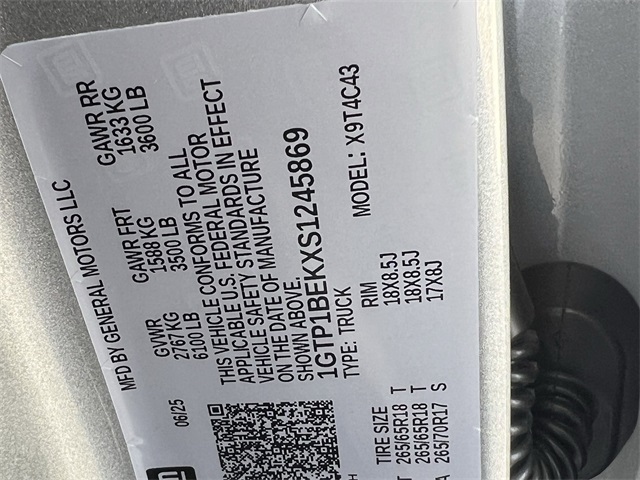 MFD BY GENERAL MOTORS LLC
06/25 GVWR GAWR FRT GAWR RR
2767 KG 1588 KG 1633 KG
6100 LB 3500 LB 3600 LB
THIS VEHICLE CONFORMS TO ALL
APPLICABLE U.S. FEDERAL MOTOR
VEHICLE SAFETY STANDARDS IN EFFECT
ON THE DATE OF MANUFACTURE
SHOWN ABOVE.
1GTP1BEKXS1245869
TYPE: TRUCK MODEL: X9T4C43
TIRE SIZE RIM
265/65R18 T 18X8.5J
265/65R18 T 18X8.5J
265/70R17 S 17X8J